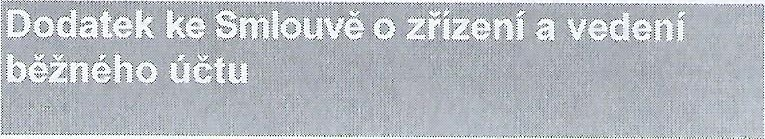 Dodatek ke Smlouvě o zřízení a vedení
běžného účtu